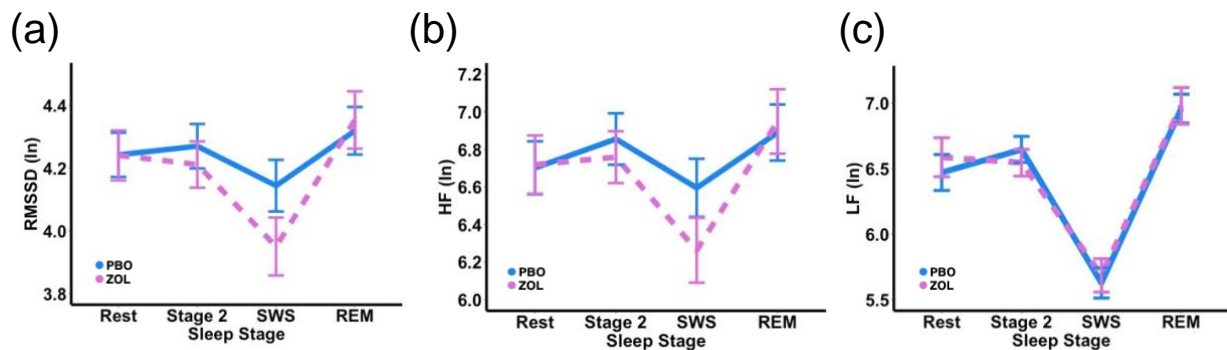 (a)
RMSSD (ln)
4.4
4.2
4.0
3.8
PBO
ZOL
Rest Stage 2 SWS REM
Sleep Stage
(b)
HF (ln)
7.2
7.0
6.8
6.6
6.4
6.2
6.0
PBO
ZOL
Rest Stage 2 SWS REM
Sleep Stage
(c)
LF (ln)
7.0
6.5
6.0
5.5
PBO
ZOL
Rest Stage 2 SWS REM
Sleep Stage